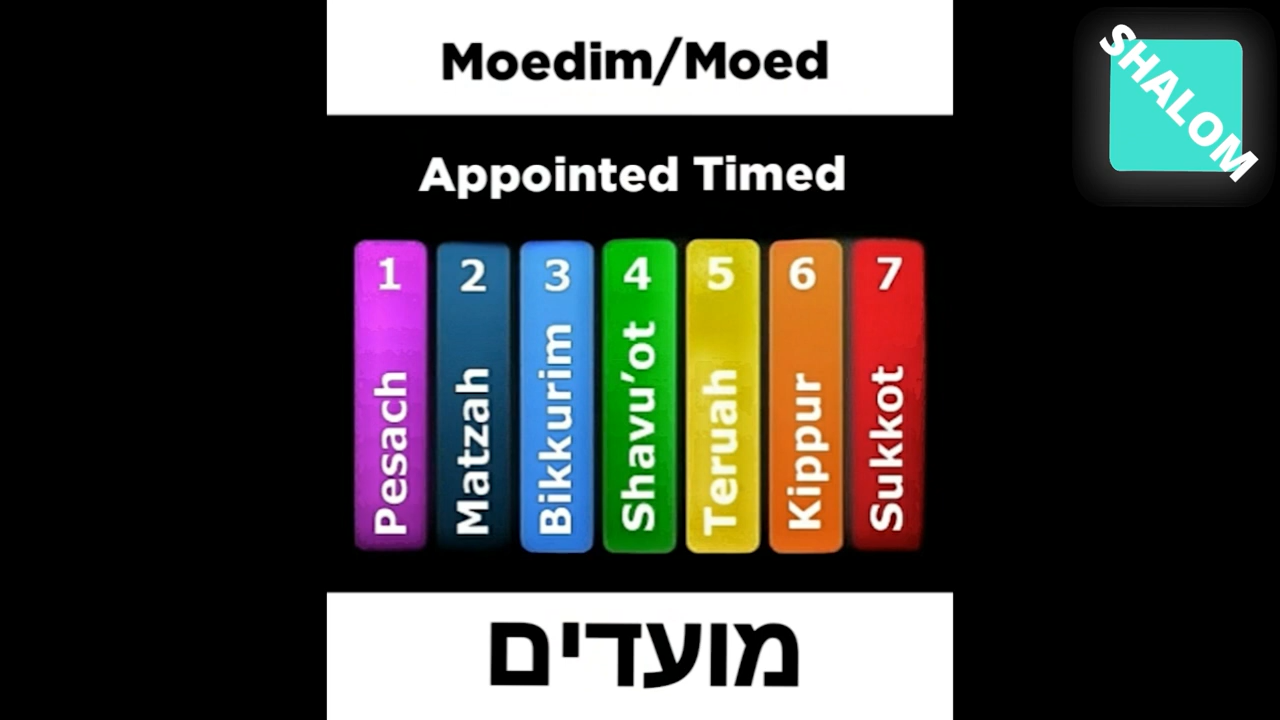 Moedim/Moed
SHALOM
Appointed Timed
1 2 3 4 5 6 7
Pesach
Matzah
Bikkurim
Shavu’ot
Teruah
Kippur
Sukkot
מועדים